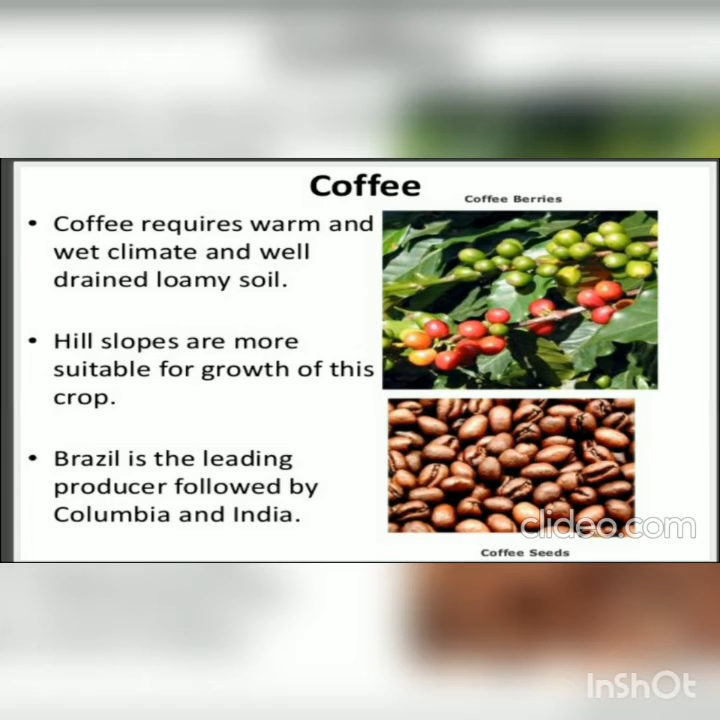 Coffee
Coffee Berries
• Coffee requires warm and
wet climate and well
drained loamy soil.
• Hill slopes are more
suitable for growth of this
crop.
• Brazil is the leading
producer followed by
Columbia and India.
clideo.com
Coffee Seeds
InShOt